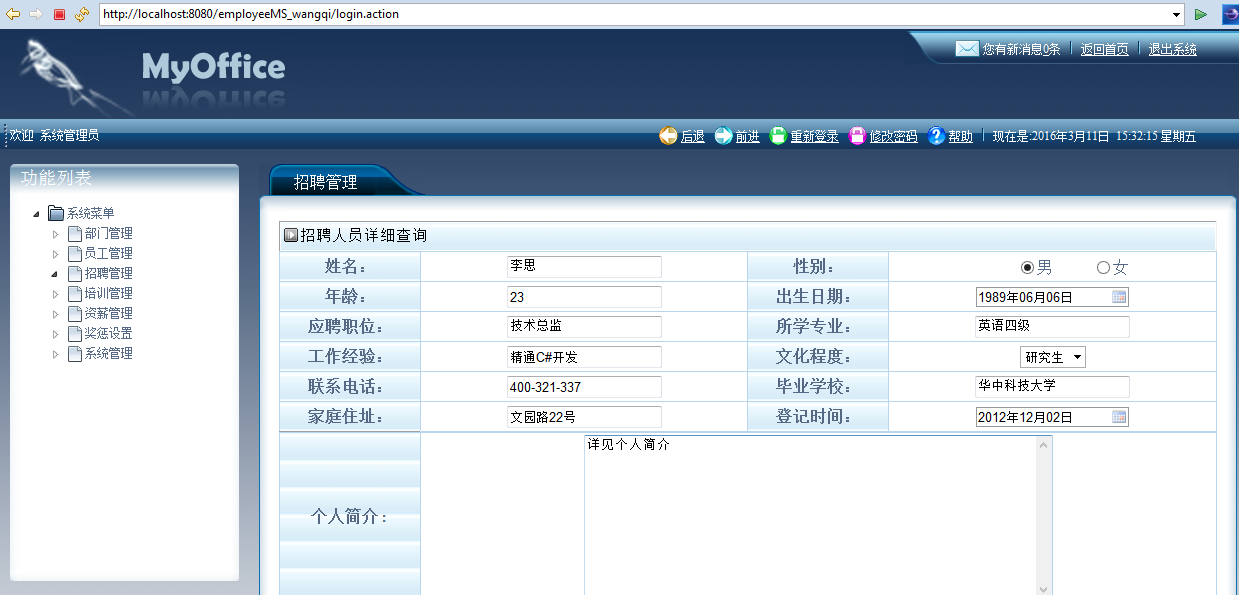 http://localhost:8080/employeeMS_wangqi/login.action
MyOffice
您有新消息0条 返回首页 退出系统
欢迎 系统管理员
后退 前进 重新登录 修改密码 帮助 现在是:2016年3月11日 15:32:15 星期五
功能列表
系统菜单
部门管理
员工管理
招聘管理
培训管理
资薪管理
奖惩设置
系统管理
招聘管理
招聘人员详细查询
姓名: 李思 性别: 男 女
年龄: 23 出生日期: 1989年06月06日
应聘职位: 技术总监 所学专业: 英语四级
工作经验: 精通C#开发 文化程度: 研究生
联系电话: 400-321-337 毕业学校: 华中科技大学
家庭住址: 文园路22号 登记时间: 2012年12月02日
个人简介: 详见个人简介